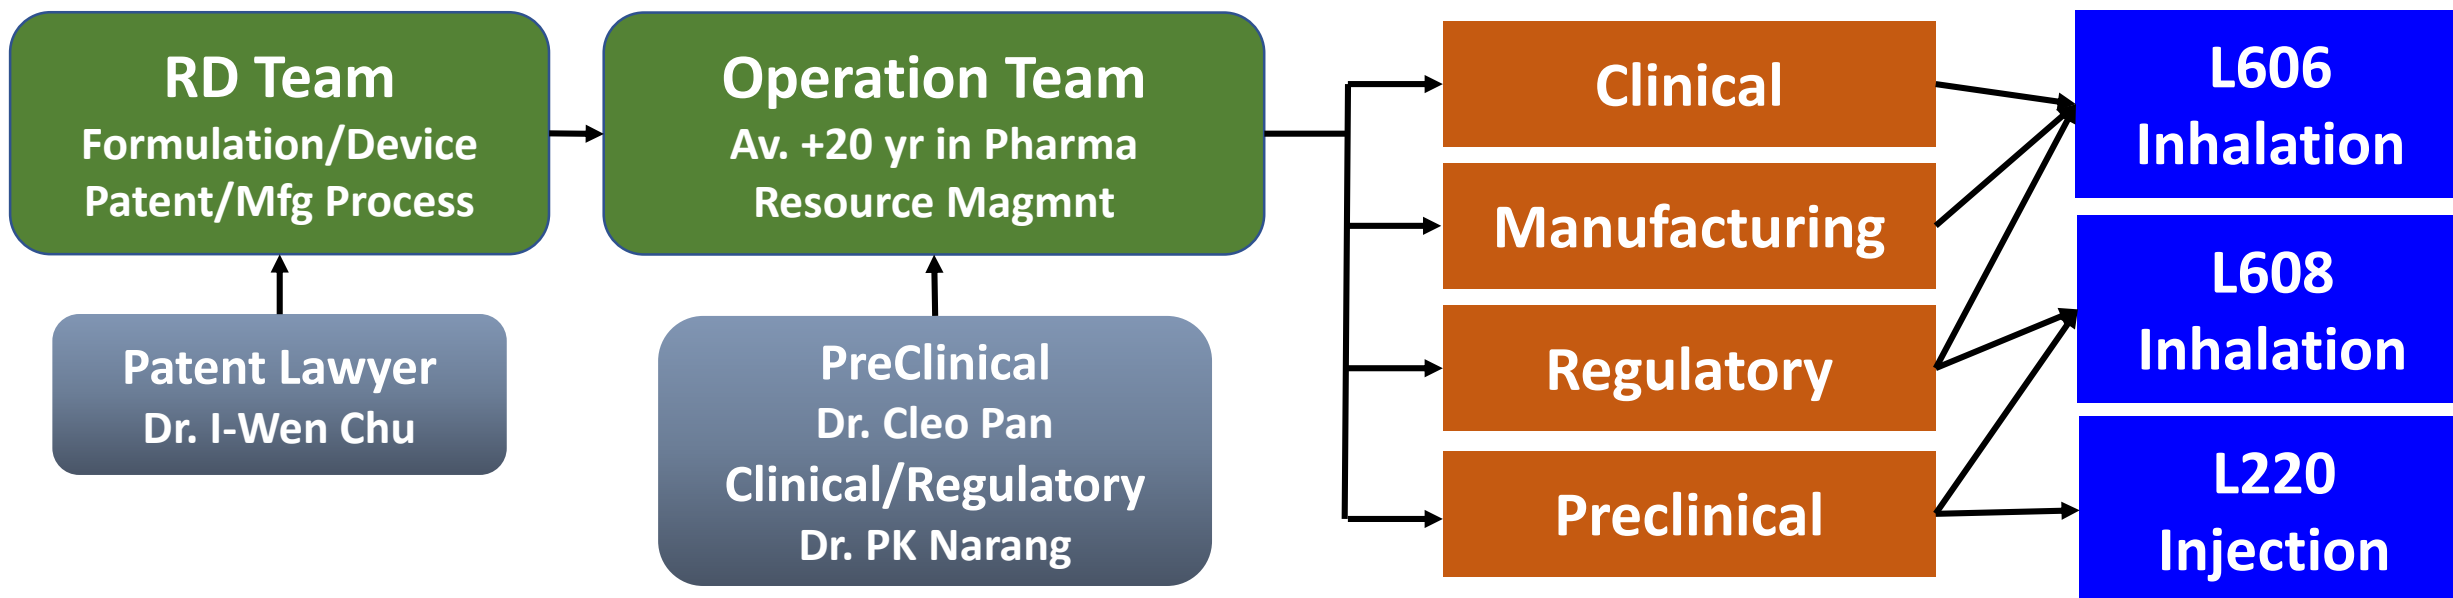 RD Team
Formulation/Device
Patent/Mfg Process
Operation Team
Av. +20 yr in Pharma
Resource Magmnt
Patent Lawyer
Dr. I-Wen Chu
PreClinical
Dr. Cleo Pan
Clinical/Regulatory
Dr. PK Narang
Clinical
Manufacturing
Regulatory
Preclinical
L606
Inhalation
L608
Inhalation
L220
Injection